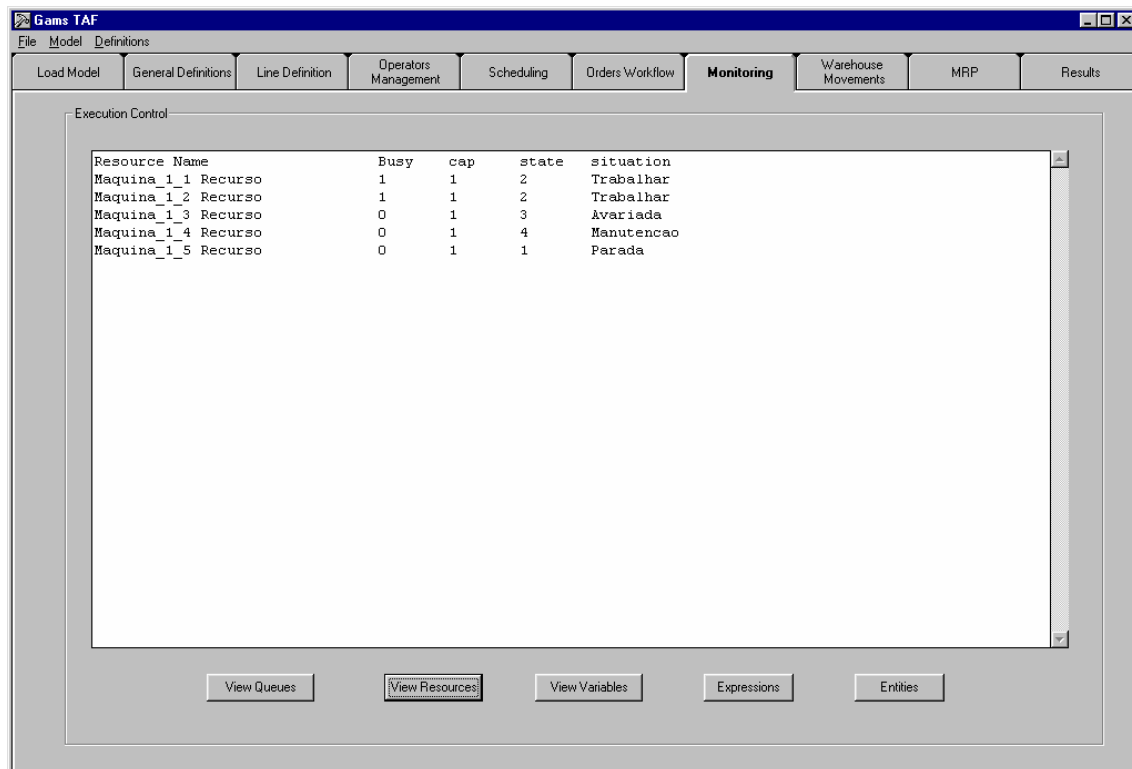 Gams TAF
File Model Definitions
Load Model
General Definitions
Line Definition
Operators
Management
Scheduling
Orders Workflow
Monitoring
Warehouse
Movements
MRP
Results
Execution Control
Resource Name Busy cap state situation
Maquina_1_1 Recurso 1 1 2 Trabalhar
Maquina_1_2 Recurso 1 1 2 Trabalhar
Maquina_1_3 Recurso 0 1 3 Avariada
Maquina_1_4 Recurso 0 1 4 Manutencao
Maquina_1_5 Recurso 0 1 1 Parada
View Queues
View Resources
View Variables
Expressions
Entities